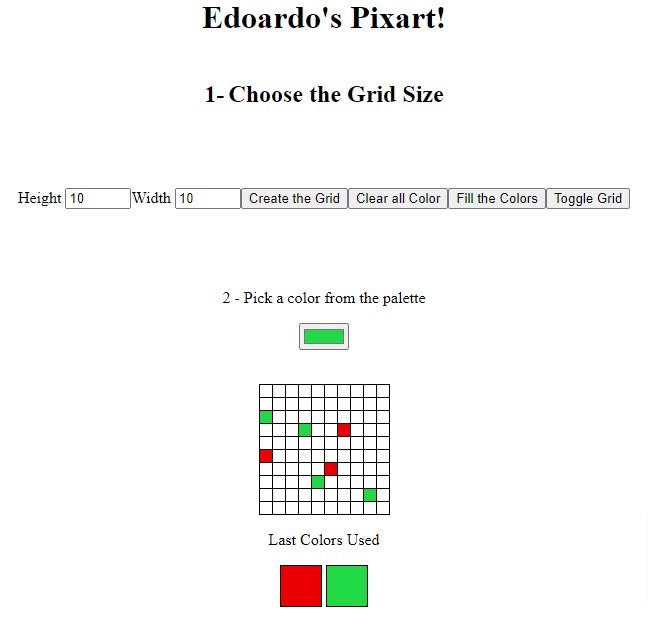 Edoardo's Pixart!
1- Choose the Grid Size
Height 10 Width 10 Create the Grid Clear all Color Fill the Colors Toggle Grid
2 - Pick a color from the palette
Last Colors Used